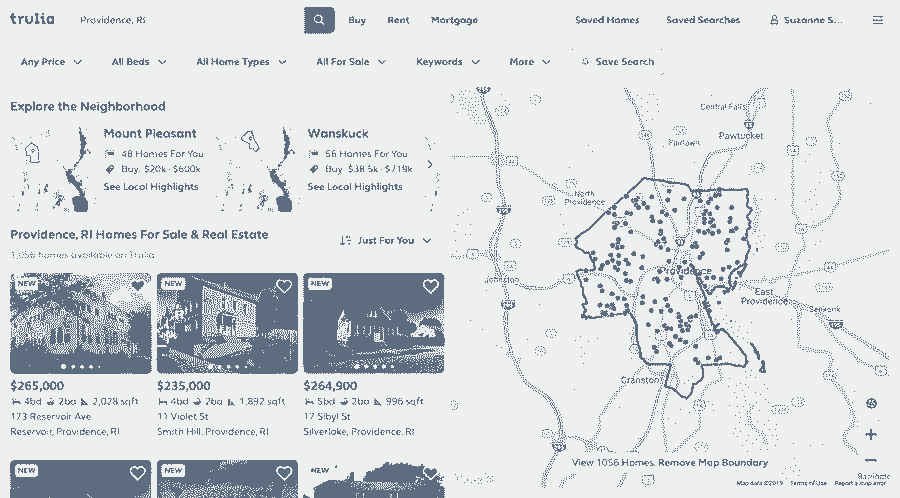 trulia Providence, RI Buy Rent Mortgage Saved Homes Saved Searches Suzanne S...
Any Price All Beds All Home Types All For Sale Keywords More Save Search
Explore the Neighborhood
Mount Pleasant
48 Homes For You
Buy: $20k - $600k
See Local Highlights
Wanskuck
56 Homes For You
See Local Highlights
Providence, RI Homes For Sale & Real Estate
Just For You
homes available on Trulia
NEW
$265,000
4bd 2ba 2,028 sqft
173 Reservoir Ave
Reservoir, Providence, RI
NEW
$235,000
4bd 2ba 1,892 sqft
11 Violet St
Smith Hill, Providence, RI
NEW
$264,900
5bd 2ba 996 sqft
17 Sibyl St
Silverlake, Providence, RI
NEW
NEW
NEW
Central Falls
Pawtucket
North
Providence
Johnston
Providence
East
Providence
Seekonk
Cranston
View 1056 Homes. Remove Map Boundary
Map data ©2019 Terms of Use Report a map error